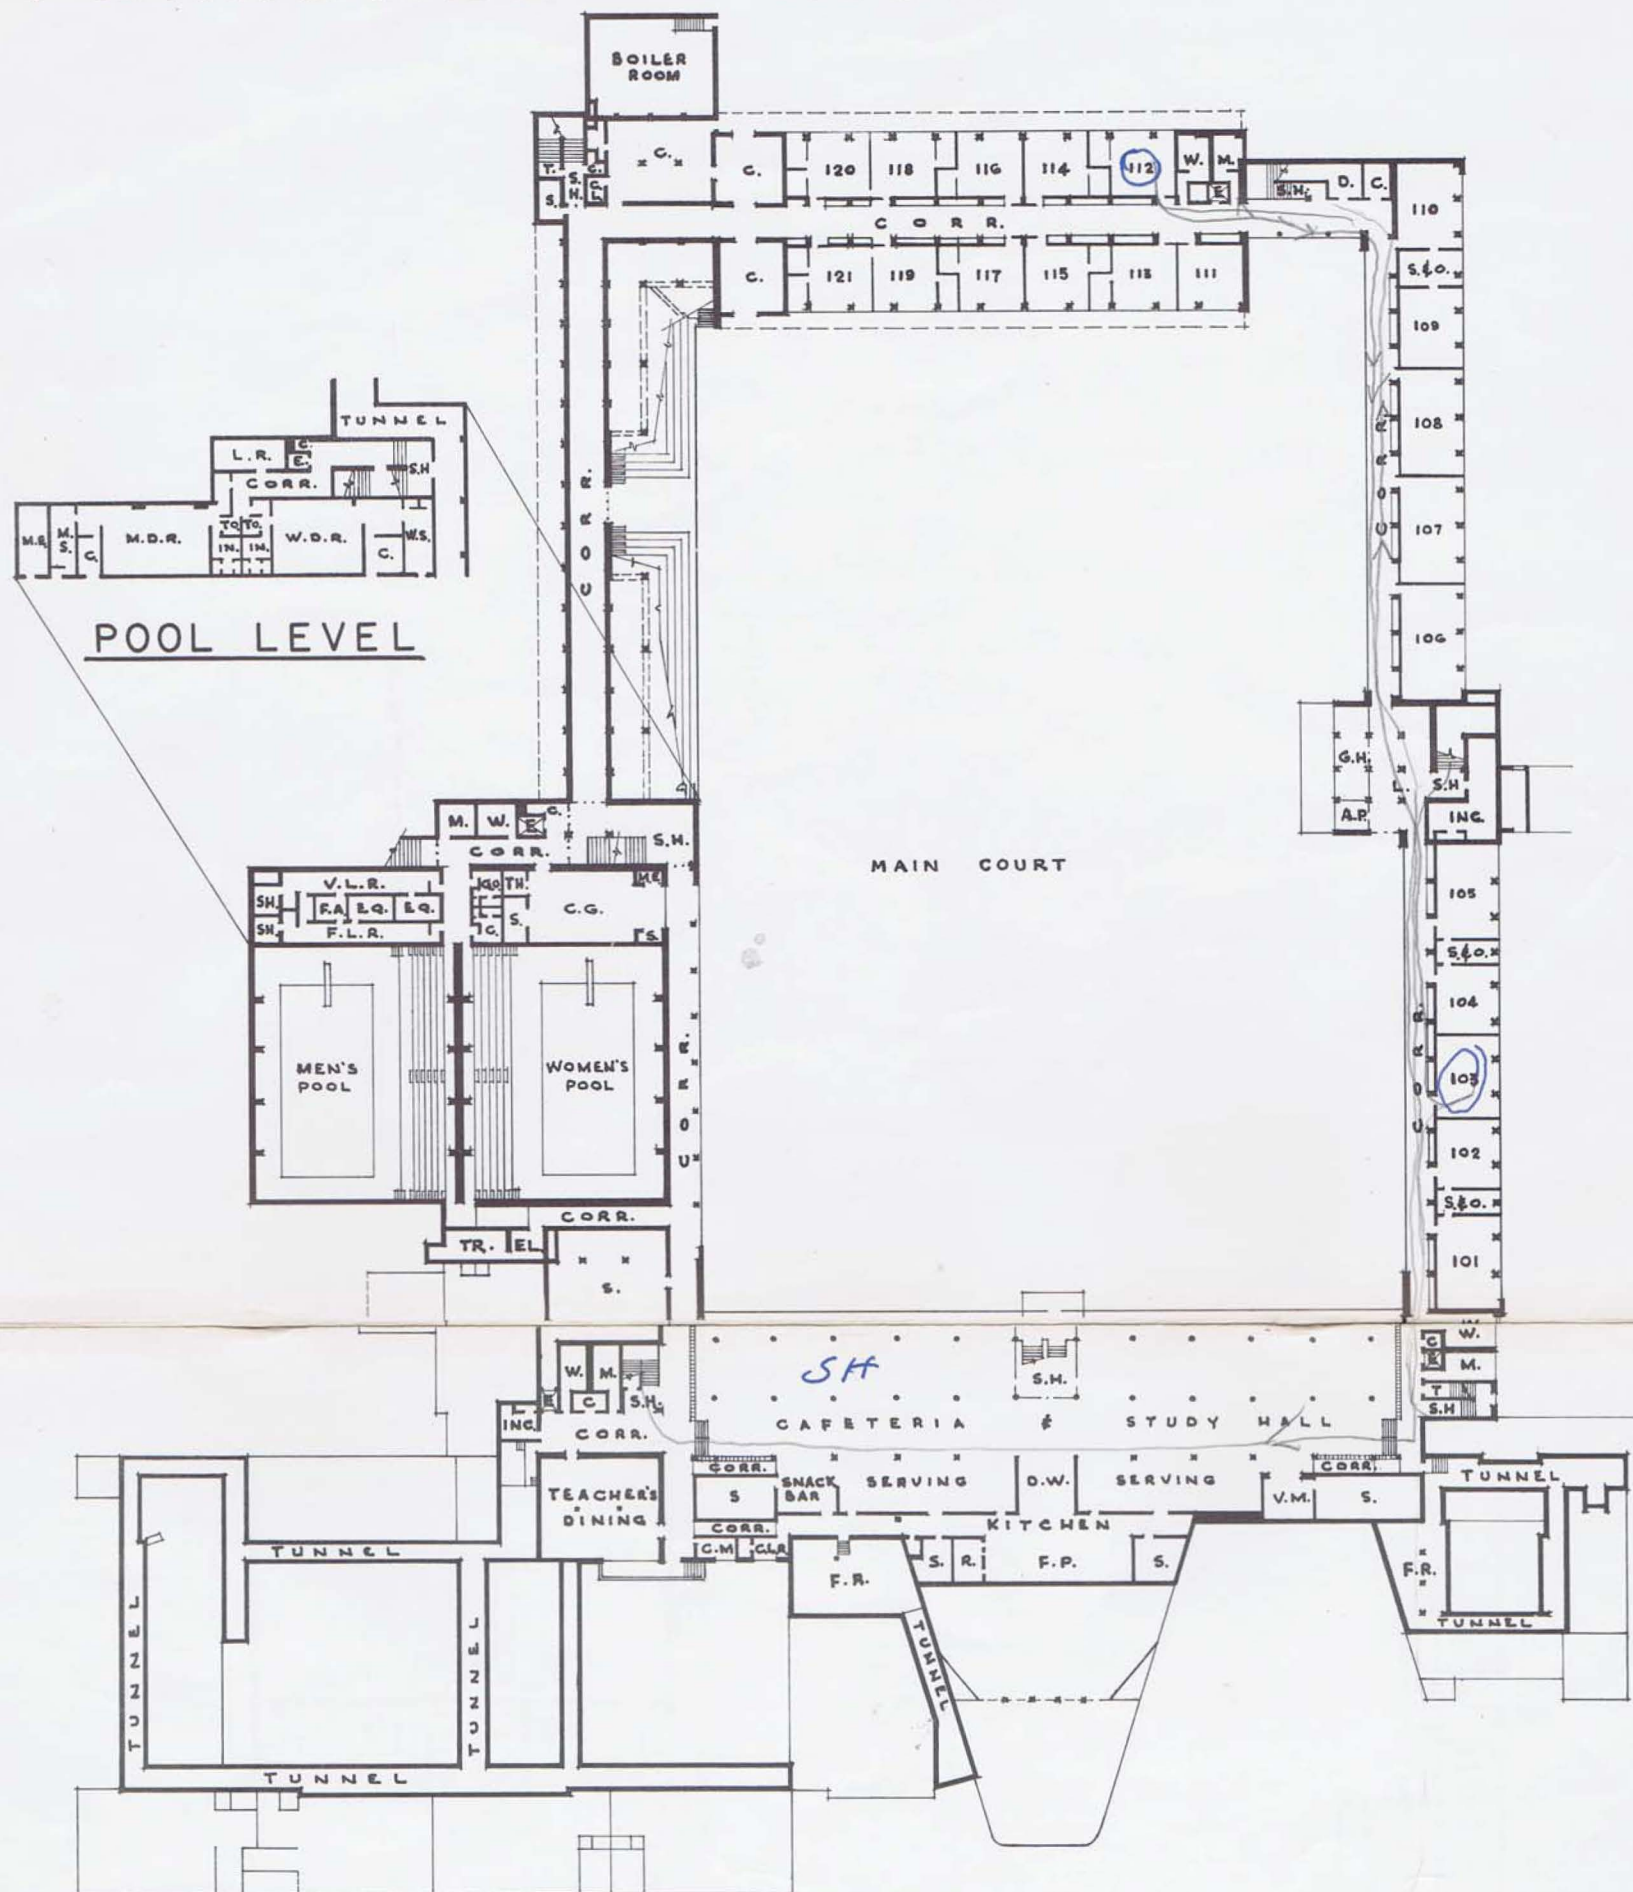 BOILER
ROOM
C.
C.
120
118
116
114
112
W.
M.
E
T.
S.
H.
C.
C.
L.
S.
S.H.
D.
C.
110
CORR.
C.
121
119
117
115
113
111
S.&O.
109
108
107
106
CORR.
CORR.
TUNNEL
L.R.
C.
E.
S.H
CORR.
M.E.
M.
S.
C.
M.D.R.
TO.
TO.
IN.
IN.
W.D.R.
C.
W.S.
POOL LEVEL
G.H.
L.
S.H
A.P.
ING.
M.
W.
E
C.
CORR.
S.H.
MAIN COURT
V.L.R.
SH.
F.A.
E.Q.
E.Q.
SH.
F.L.R.
GO.
TH.
C.
S.
C.G.
M.E.
S.
105
S.&O.
104
103
102
S.&O.
101
CORR.
CORR.
MEN'S
POOL
WOMEN'S
POOL
CORR.
TR.
EL.
S.
W.
M.
E
C
S.H.
ING.
CORR.
SH
S.H.
CAFETERIA & STUDY HALL
C
W.
E
M.
T
S.H
TEACHER'S
DINING
CORR.
S
CORR.
C.M
C.L.R
SNACK
BAR
SERVING
D.W.
SERVING
V.M.
CORR.
S.
KITCHEN
S.
R.
F.P.
S.
F.R.
TUNNEL
TUNNEL
F.R.
TUNNEL
TUNNEL
TUNNEL
TUNNEL
TUNNEL